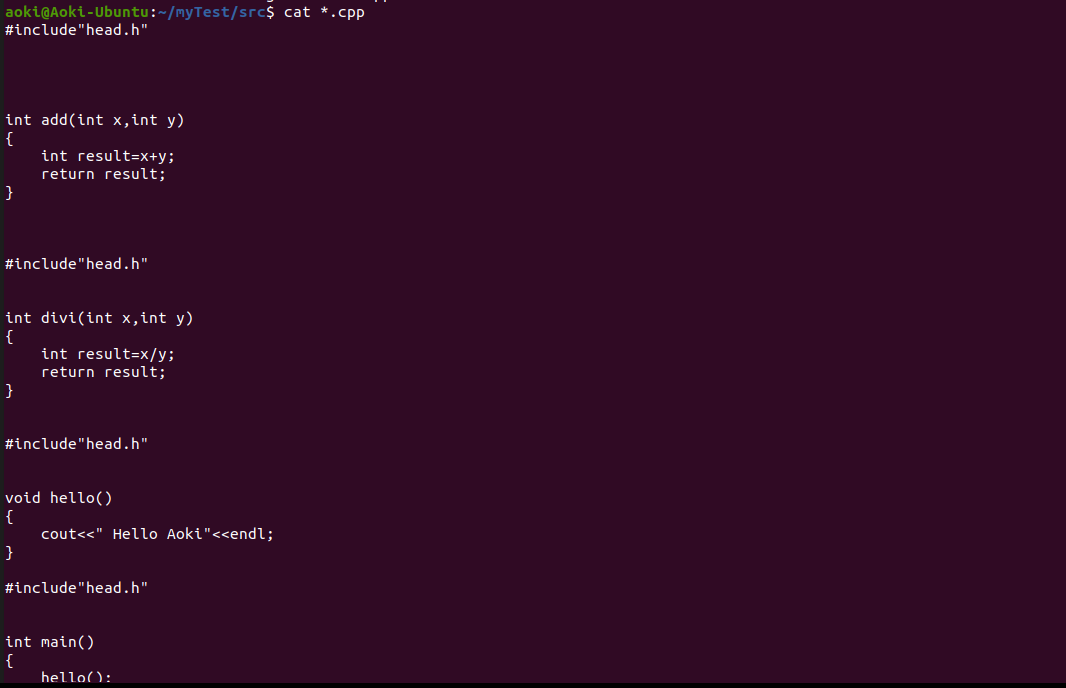 aoki@Aoki-Ubuntu:~/myTest/src$ cat *.cpp
#include"head.h"
int add(int x,int y)
{
    int result=x+y;
    return result;
}
#include"head.h"
int divi(int x,int y)
{
    int result=x/y;
    return result;
}
#include"head.h"
void hello()
{
    cout<<" Hello Aoki"<<endl;
}
#include"head.h"
int main()
{
    hello();